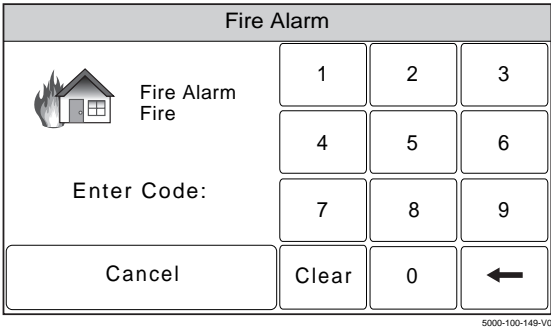 Fire Alarm
Fire Alarm
Fire
Enter Code:
1 2 3
4 5 6
7 8 9
Cancel Clear 0
5000-100-149-V0